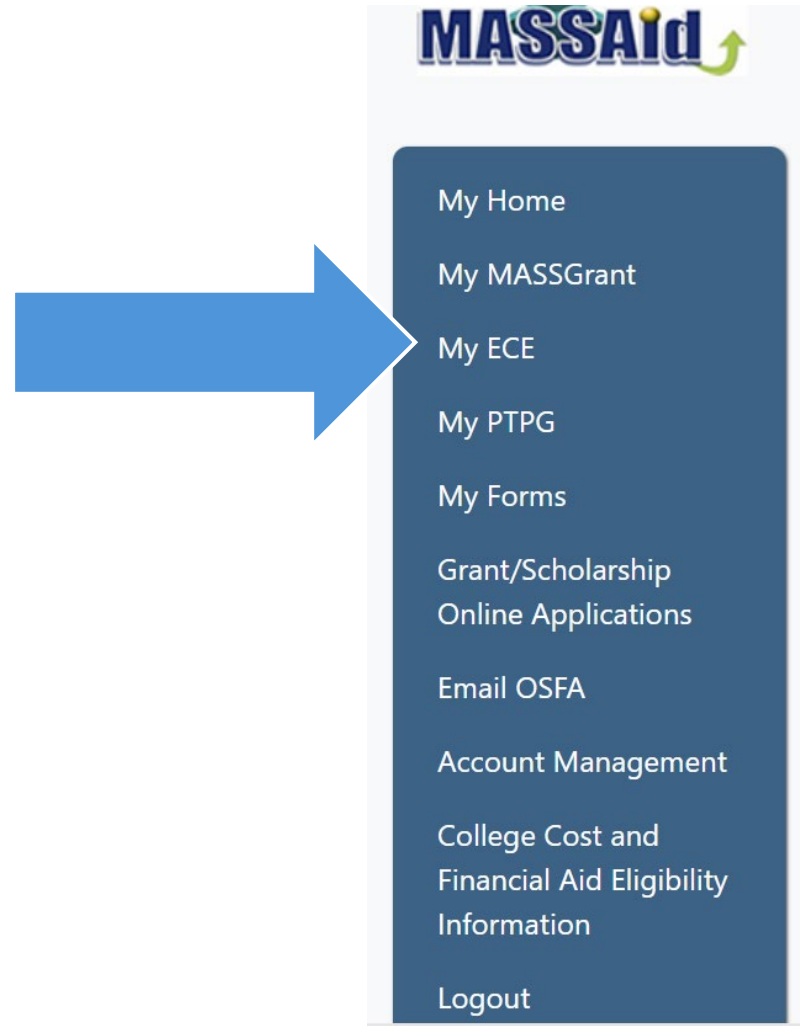 MASSAid
My Home
My MASSGrant
My ECE
My PTPG
My Forms
Grant/Scholarship
Online Applications
Email OSFA
Account Management
College Cost and
Financial Aid Eligibility
Information
Logout